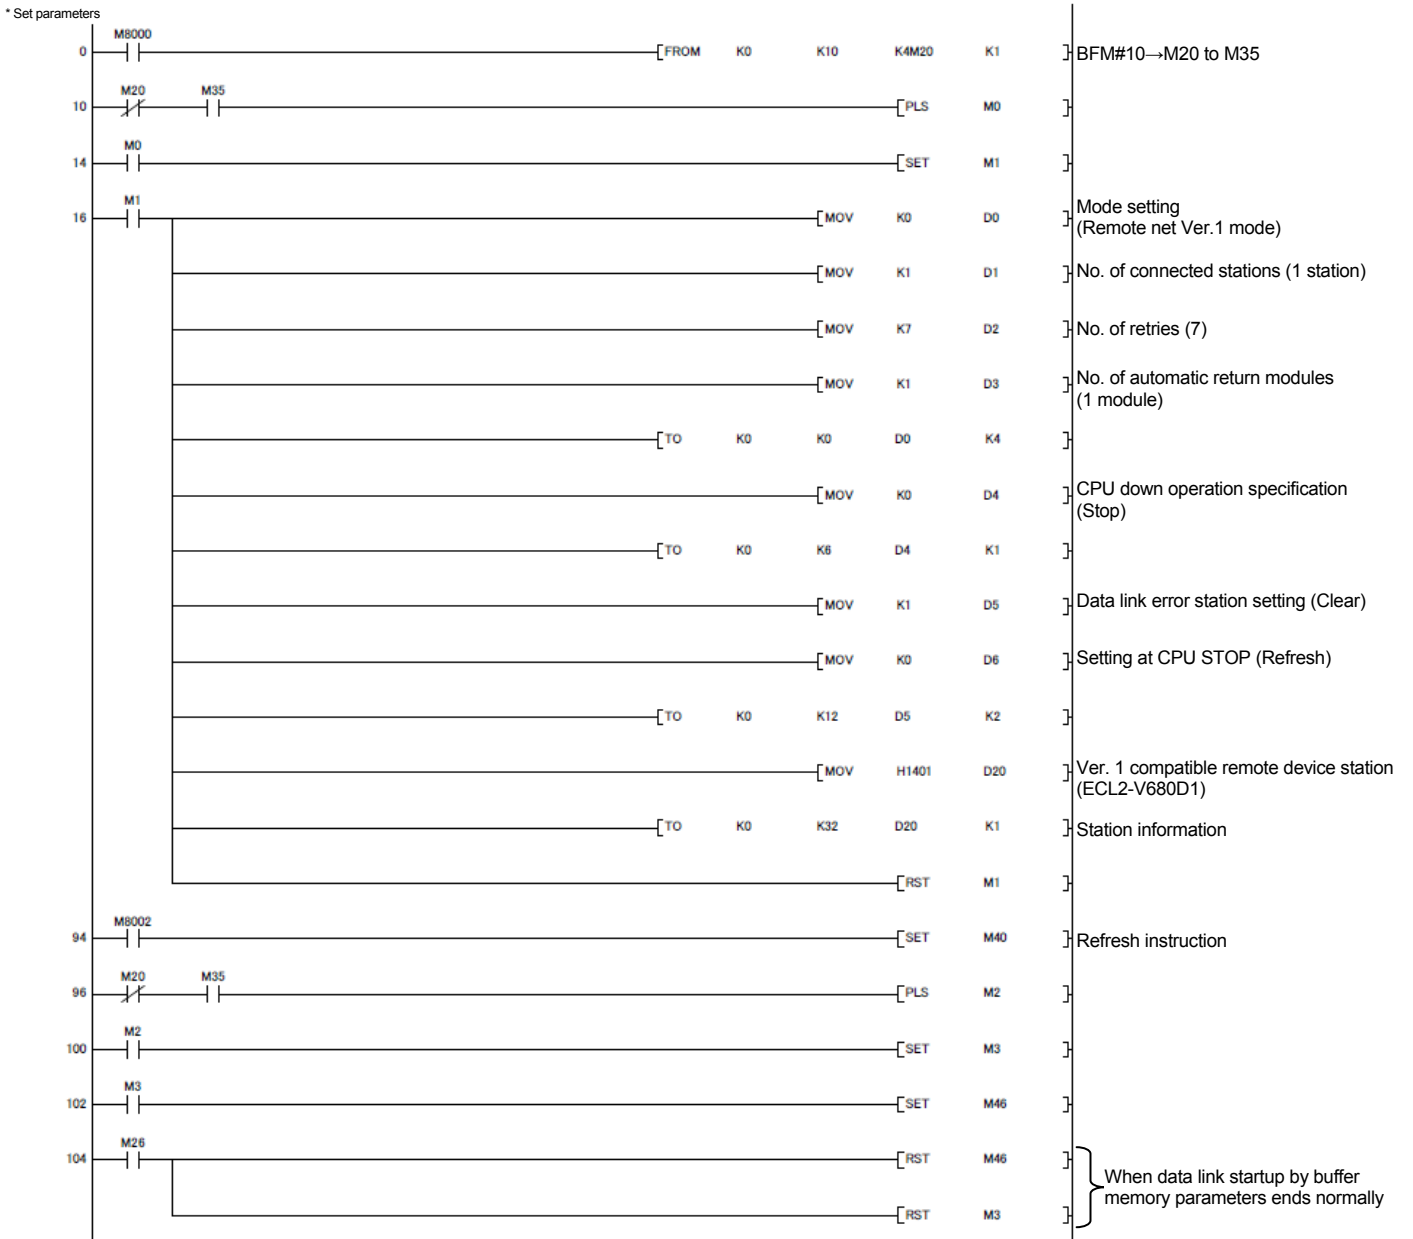 * Set parameters
M8000
0 FROM K0 K10 K4M20 K1 BFM#10→M20 to M35
M20 M35
10 PLS M0
M0
14 SET M1
M1
16 MOV K0 D0 Mode setting
(Remote net Ver.1 mode)
MOV K1 D1 No. of connected stations (1 station)
MOV K7 D2 No. of retries (7)
MOV K1 D3 No. of automatic return modules
(1 module)
TO K0 K0 D0 K4
MOV K0 D4 CPU down operation specification
(Stop)
TO K0 K6 D4 K1
MOV K1 D5 Data link error station setting (Clear)
MOV K0 D6 Setting at CPU STOP (Refresh)
TO K0 K12 D5 K2
MOV H1401 D20 Ver. 1 compatible remote device station
(ECL2-V680D1)
TO K0 K32 D20 K1 Station information
RST M1
M8002
94 SET M40 Refresh instruction
M20 M35
96 PLS M2
M2
100 SET M3
M3
102 SET M46
M26
104 RST M46
When data link startup by buffer
memory parameters ends normally
RST M3